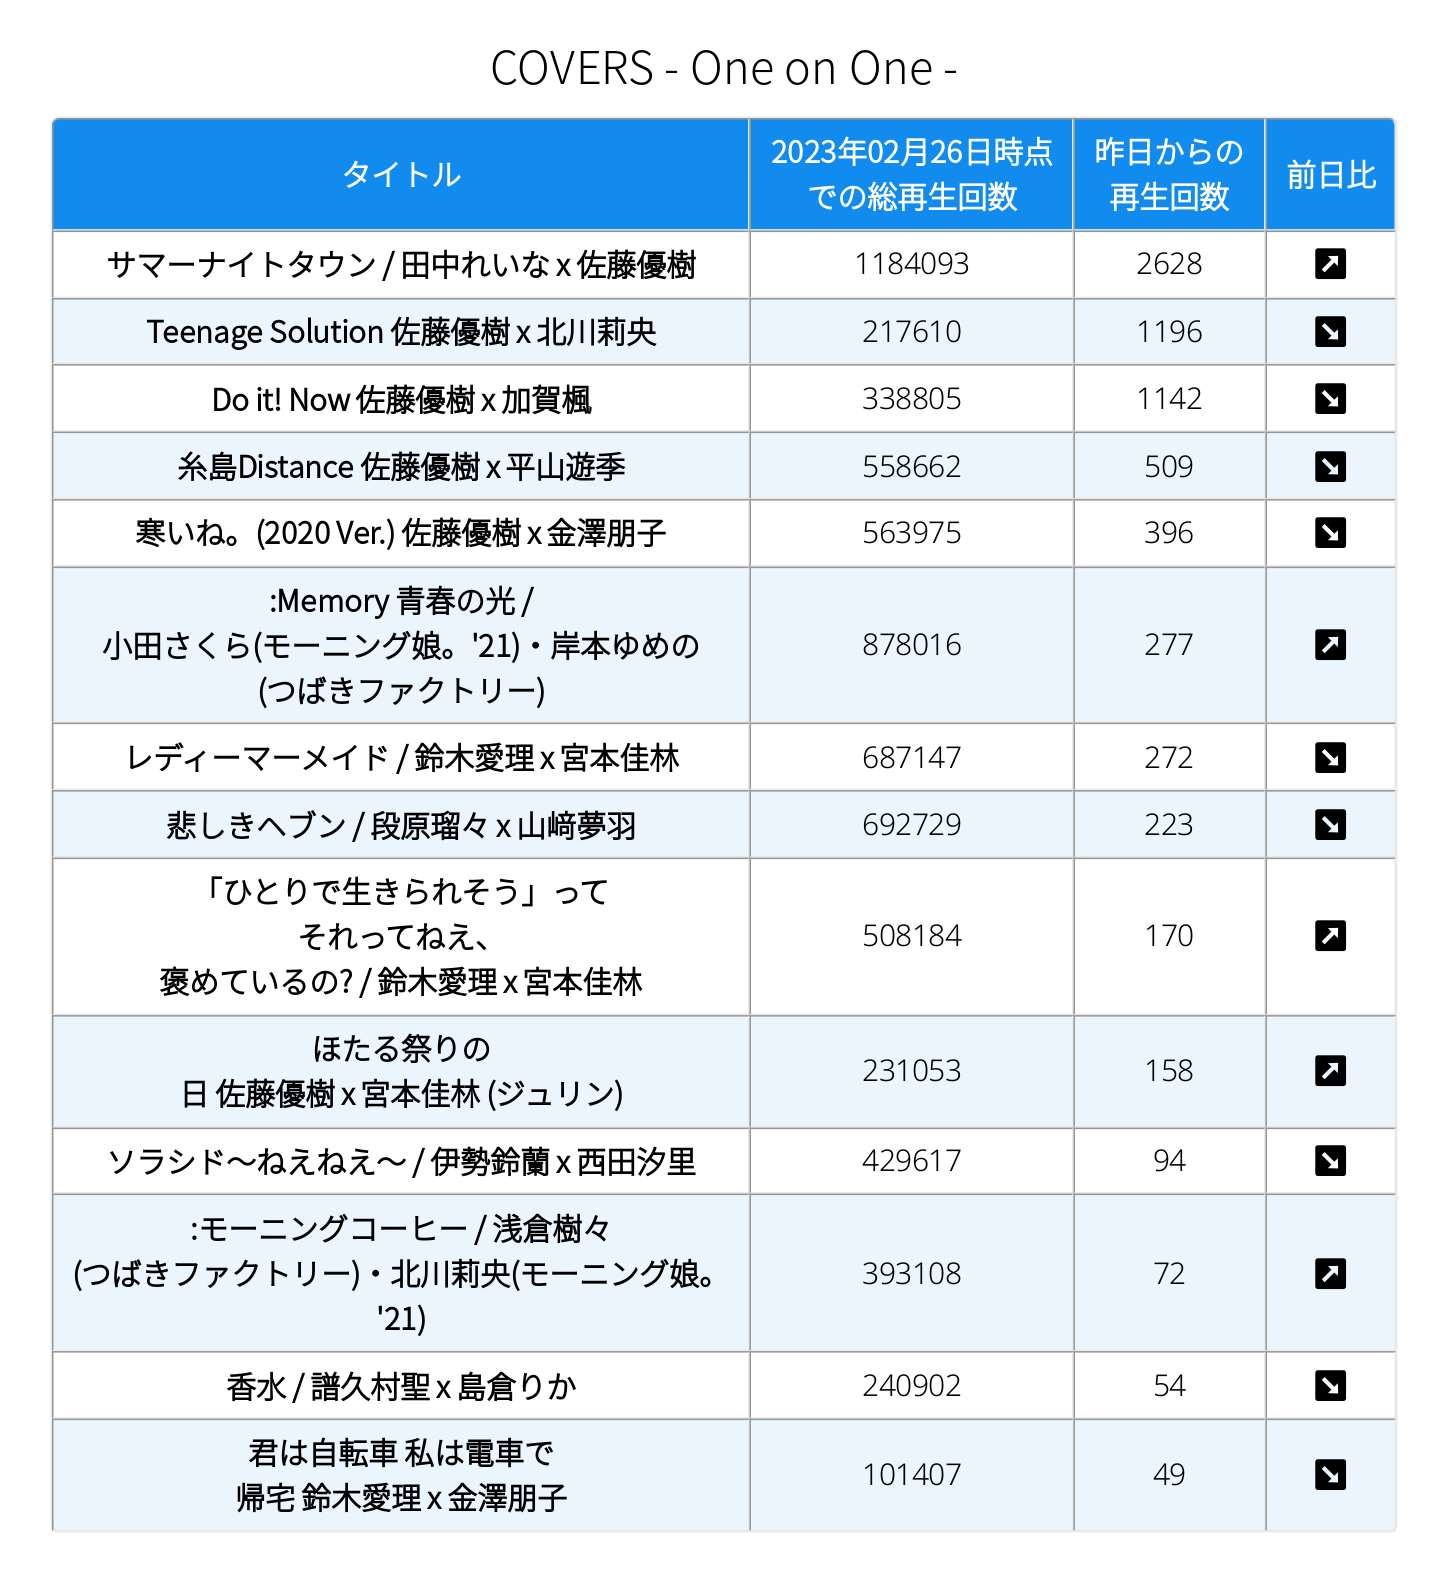 COVERS - One on One -
タイトル
2023年02月26日時点
での総再生回数
昨日からの
再生回数
前日比
サマーナイトタウン / 田中れいな x 佐藤優樹
1184093
2628
Teenage Solution 佐藤優樹 x 北川莉央
217610
1196
Do it! Now 佐藤優樹 x 加賀楓
338805
1142
糸島Distance 佐藤優樹 x 平山遊季
558662
509
寒いね。(2020 Ver.) 佐藤優樹 x 金澤朋子
563975
396
:Memory 青春の光 /
小田さくら(モーニング娘。'21)・岸本ゆめの
(つばきファクトリー)
878016
277
レディーマーメイド / 鈴木愛理 x 宮本佳林
687147
272
悲しきヘブン / 段原瑠々 x 山﨑夢羽
692729
223
「ひとりで生きられそう」って
それってねえ、
褒めているの? / 鈴木愛理 x 宮本佳林
508184
170
ほたる祭りの
日 佐藤優樹 x 宮本佳林 (ジュリン)
231053
158
ソラシド〜ねえねえ〜 / 伊勢鈴蘭 x 西田汐里
429617
94
:モーニングコーヒー / 浅倉樹々
(つばきファクトリー)・北川莉央(モーニング娘。
'21)
393108
72
香水 / 譜久村聖 x 島倉りか
240902
54
君は自転車 私は電車で
帰宅 鈴木愛理 x 金澤朋子
101407
49